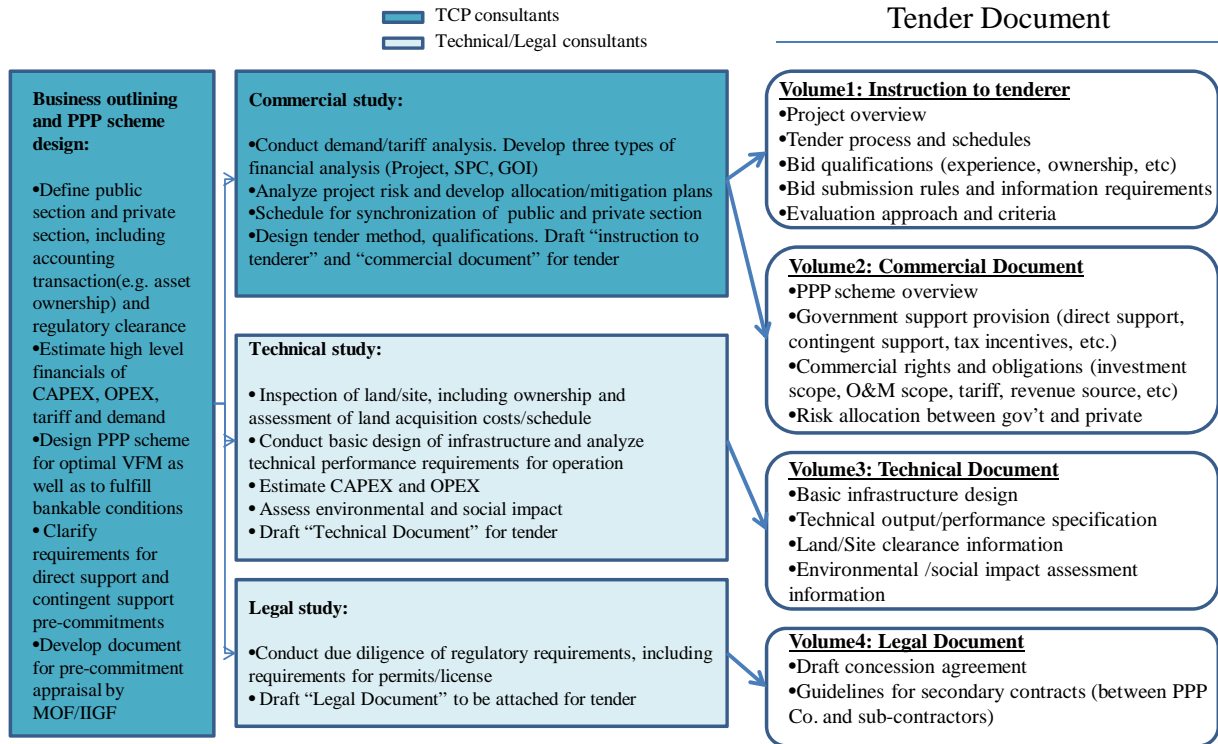 TCP consultants
Technical/Legal consultants
Tender Document
Business outlining
and PPP scheme
design:
•Define public
section and private
section, including
accounting
transaction(e.g. asset
ownership) and
regulatory clearance
•Estimate high level
financials of
CAPEX, OPEX,
tariff and demand
•Design PPP scheme
for optimal VFM as
well as to fulfill
bankable conditions
• Clarify
requirements for
direct support and
contingent support
pre-commitments
•Develop document
for pre-commitment
appraisal by
MOF/IIGF
Commercial study:
•Conduct demand/tariff analysis. Develop three types of
financial analysis (Project, SPC, GOI)
•Analyze project risk and develop allocation/mitigation plans
•Schedule for synchronization of public and private section
•Design tender method, qualifications. Draft “instruction to
tenderer” and “commercial document” for tender
Technical study:
• Inspection of land/site, including ownership and
assessment of land acquisition costs/schedule
• Conduct basic design of infrastructure and analyze
technical performance requirements for operation
• Estimate CAPEX and OPEX
• Assess environmental and social impact
• Draft “Technical Document” for tender
Legal study:
•Conduct due diligence of regulatory requirements, including
requirements for permits/license
• Draft “Legal Document” to be attached for tender
Volume1: Instruction to tenderer
•Project overview
•Tender process and schedules
•Bid qualifications (experience, ownership, etc)
•Bid submission rules and information requirements
•Evaluation approach and criteria
Volume2: Commercial Document
•PPP scheme overview
•Government support provision (direct support,
contingent support, tax incentives, etc.)
•Commercial rights and obligations (investment
scope, O&M scope, tariff, revenue source, etc)
•Risk allocation between gov’t and private
Volume3: Technical Document
•Basic infrastructure design
•Technical output/performance specification
•Land/Site clearance information
•Environmental /social impact assessment
information
Volume4: Legal Document
•Draft concession agreement
•Guidelines for secondary contracts (between PPP
Co. and sub-contractors)